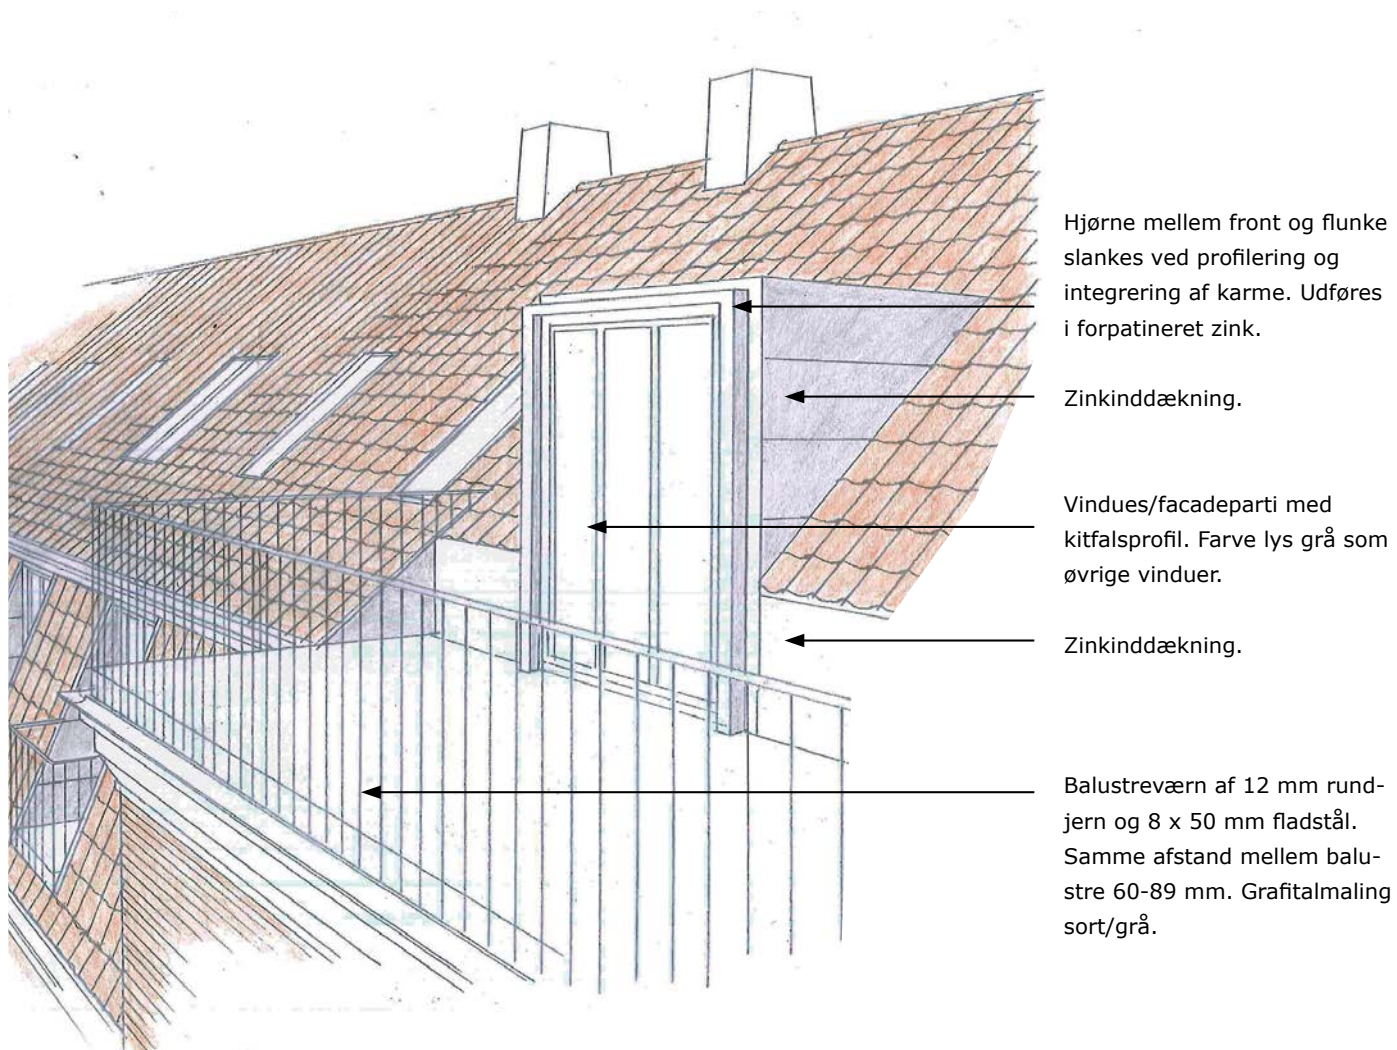 Hjørne mellem front og flunke
slankes ved profilering og
integrering af karme. Udføres
i forpatineret zink.
Zinkinddækning.
Vindues/facadeparti med
kitfalsprofil. Farve lys grå som
øvrige vinduer.
Zinkinddækning.
Balustreværn af 12 mm rund-
jern og 8 x 50 mm fladstål.
Samme afstand mellem balu-
stre 60-89 mm. Grafitalmaling
sort/grå.